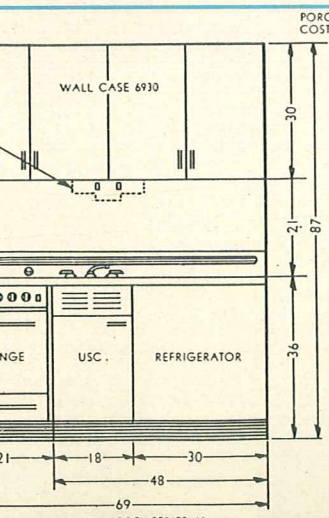 PORC
COST
WALL CASE 6930
30
21
87
36
NGE
USC.
REFRIGERATOR
21
18
30
48
69